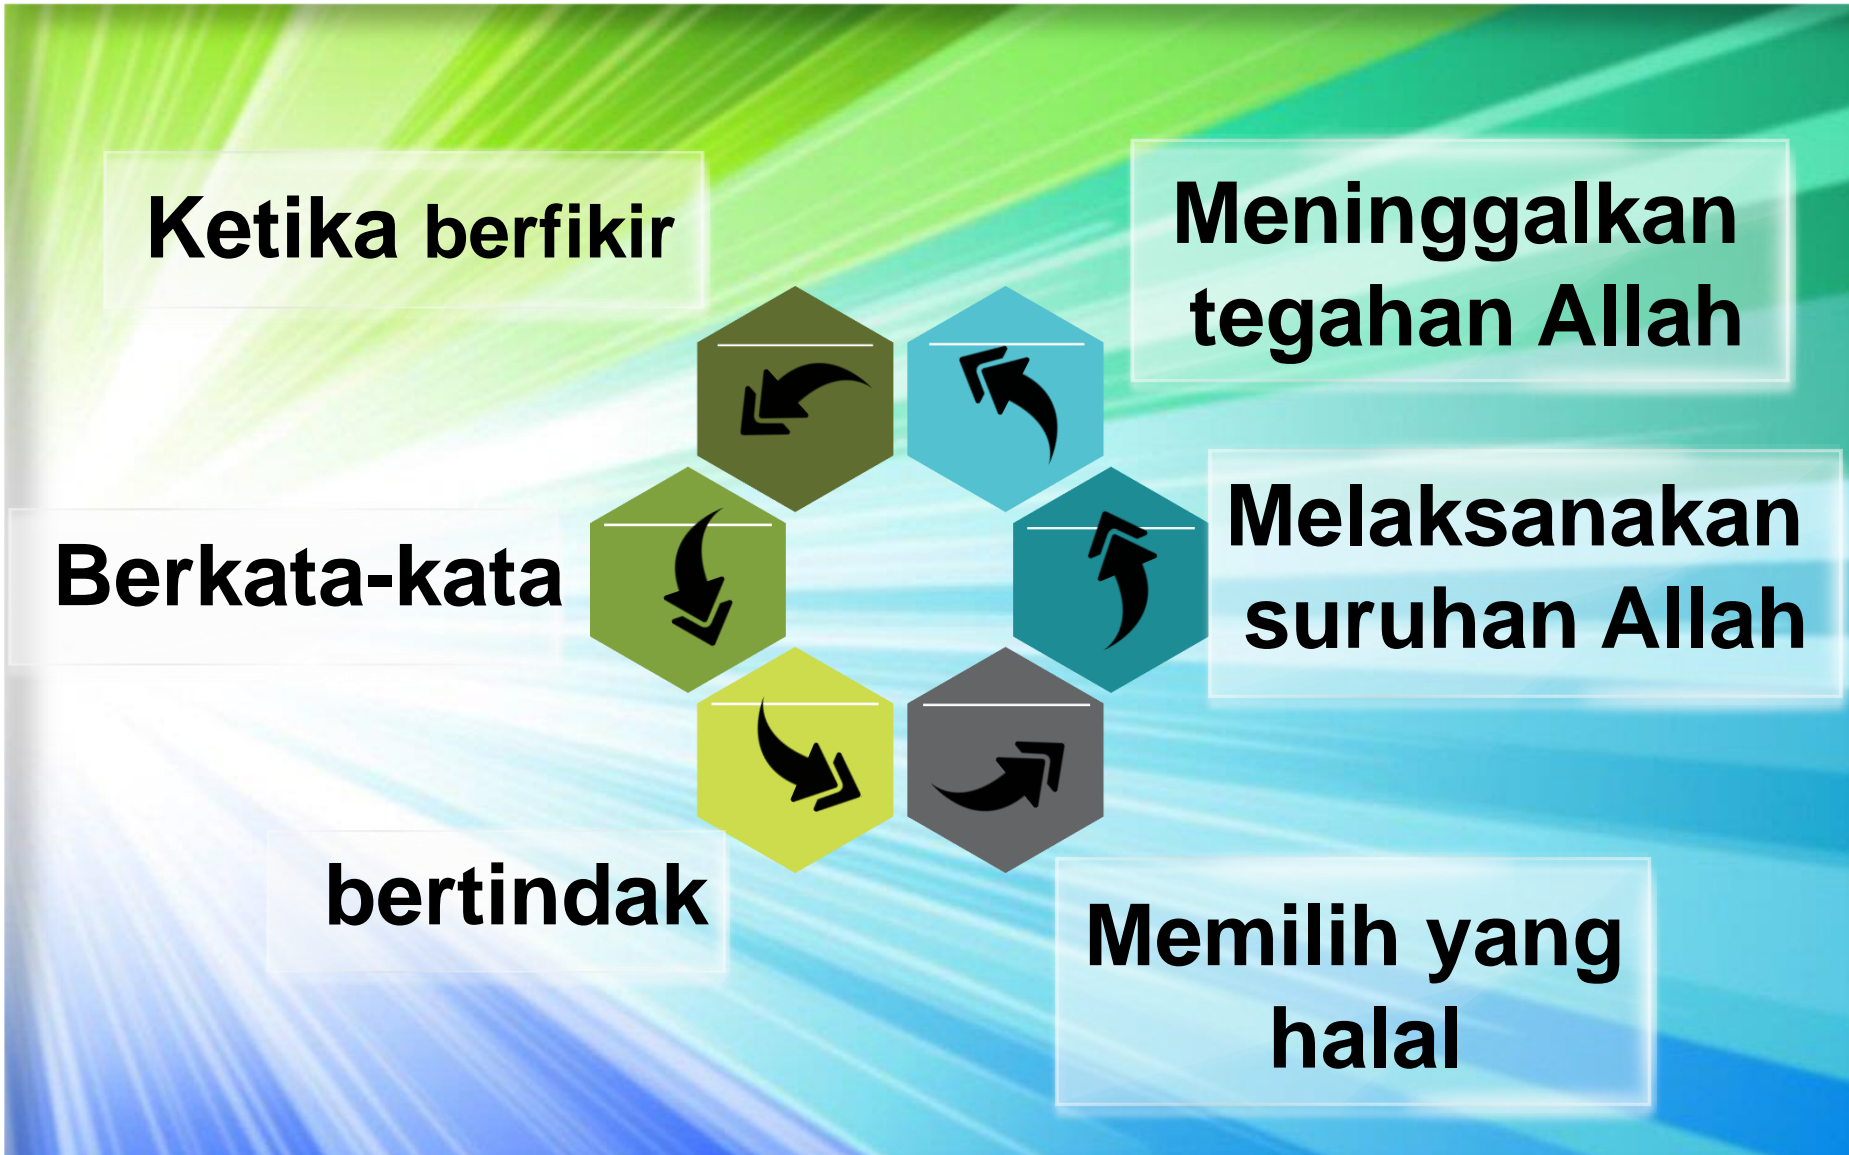 Ketika berfikir
Meninggalkan
tegahan Allah
Berkata-kata
Melaksanakan
suruhan Allah
bertindak
Memilih yang
halal